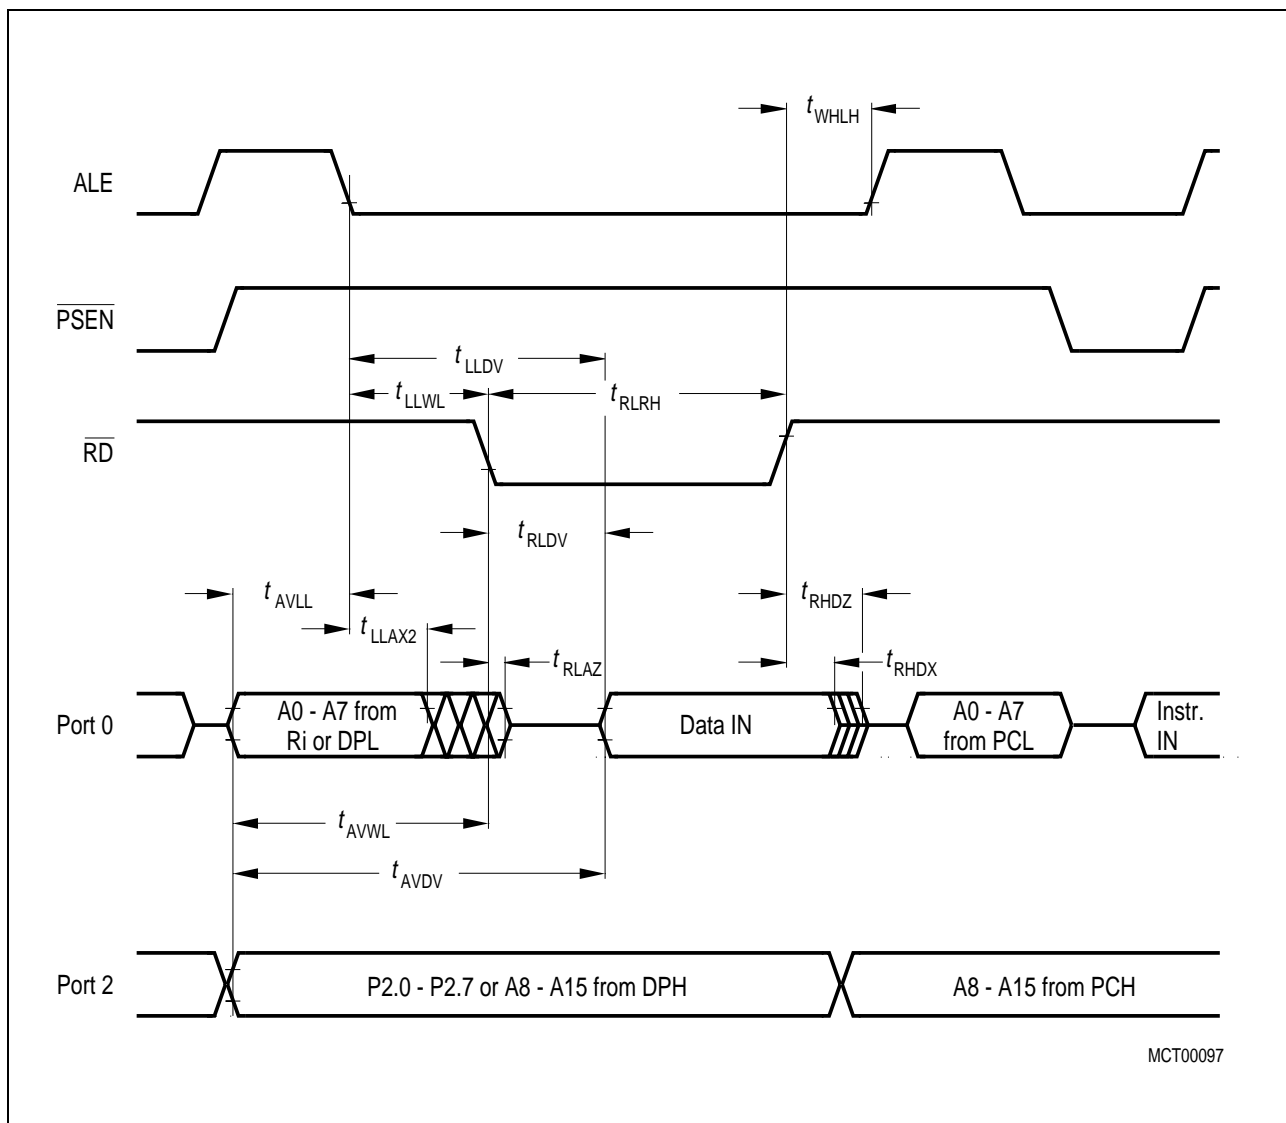 tWHLH
ALE
PSEN
tLLDV
tLLWL
tRLRH
RD
tRLDV
tAVLL
tRHDZ
tLLAX2
tRLAZ
tRHDX
Port 0
A0 - A7 from
Ri or DPL
Data IN
A0 - A7
from PCL
Instr.
IN
tAVWL
tAVDV
Port 2
P2.0 - P2.7 or A8 - A15 from DPH
A8 - A15 from PCH
MCT00097